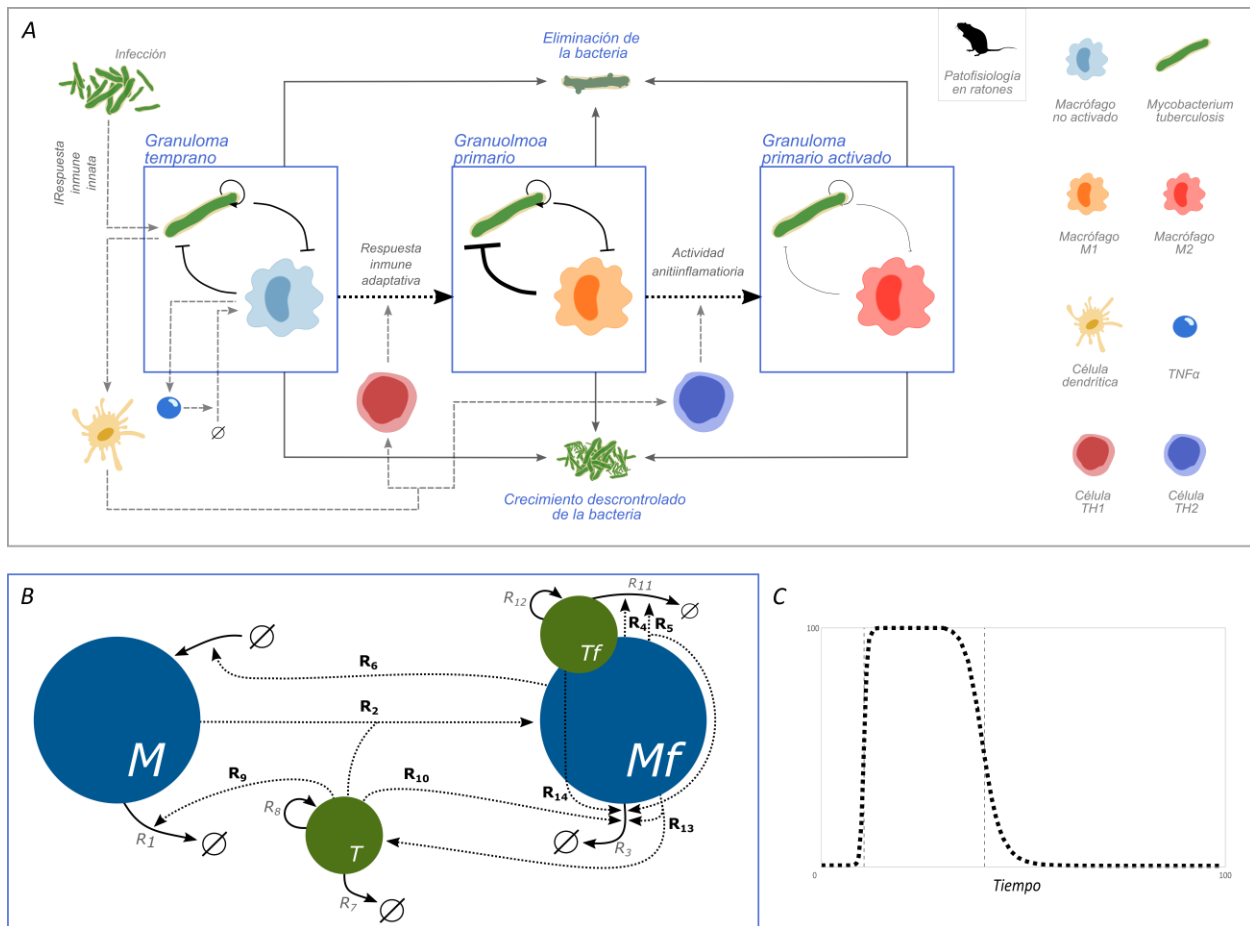 A
Infección
IRespuesta
inmune
innata
Eliminación de
la bacteria
Granuloma
temprano
Granuolmoa
primario
Granuloma
primario activado
Respuesta
inmune
adaptativa
Actividad
anitiinflamatioria
Crecimiento descrontrolado
de la bacteria
Patofisiología
en ratones
Macrófago
no activado
Mycobacterium
tuberculosis
Macrófago
M1
Macrófago
M2
Célula
dendrítica
TNFα
Célula
TH1
Célula
TH2
B
M
Mf
T
Tf
R12
R11
R4
R5
R6
R2
R9
R10
R14
R13
R8
R1
R3
R7
C
100
0
Tiempo
100